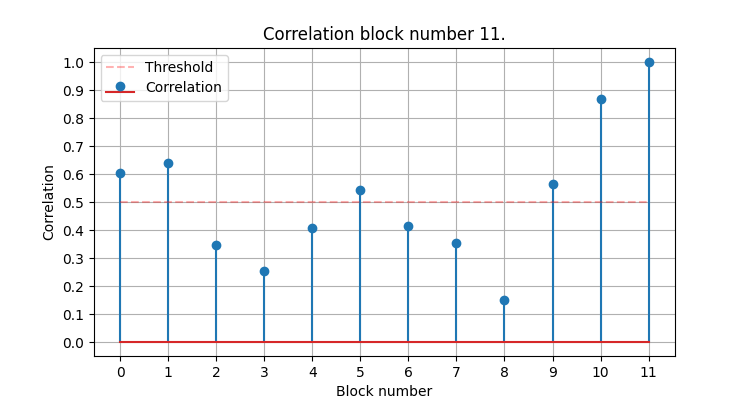 Correlation block number 11.
Threshold
Correlation
Correlation
1.0
0.9
0.8
0.7
0.6
0.5
0.4
0.3
0.2
0.1
0.0
0 1 2 3 4 5 6 7 8 9 10 11
Block number